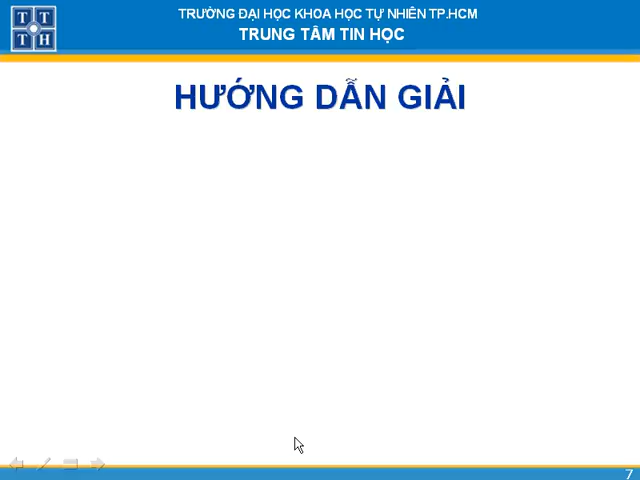 TRƯỜNG ĐẠI HỌC KHOA HỌC TỰ NHIÊN TP.HCM
T T
T H
TRUNG TÂM TIN HỌC
HƯỚNG DẪN GIẢI
7